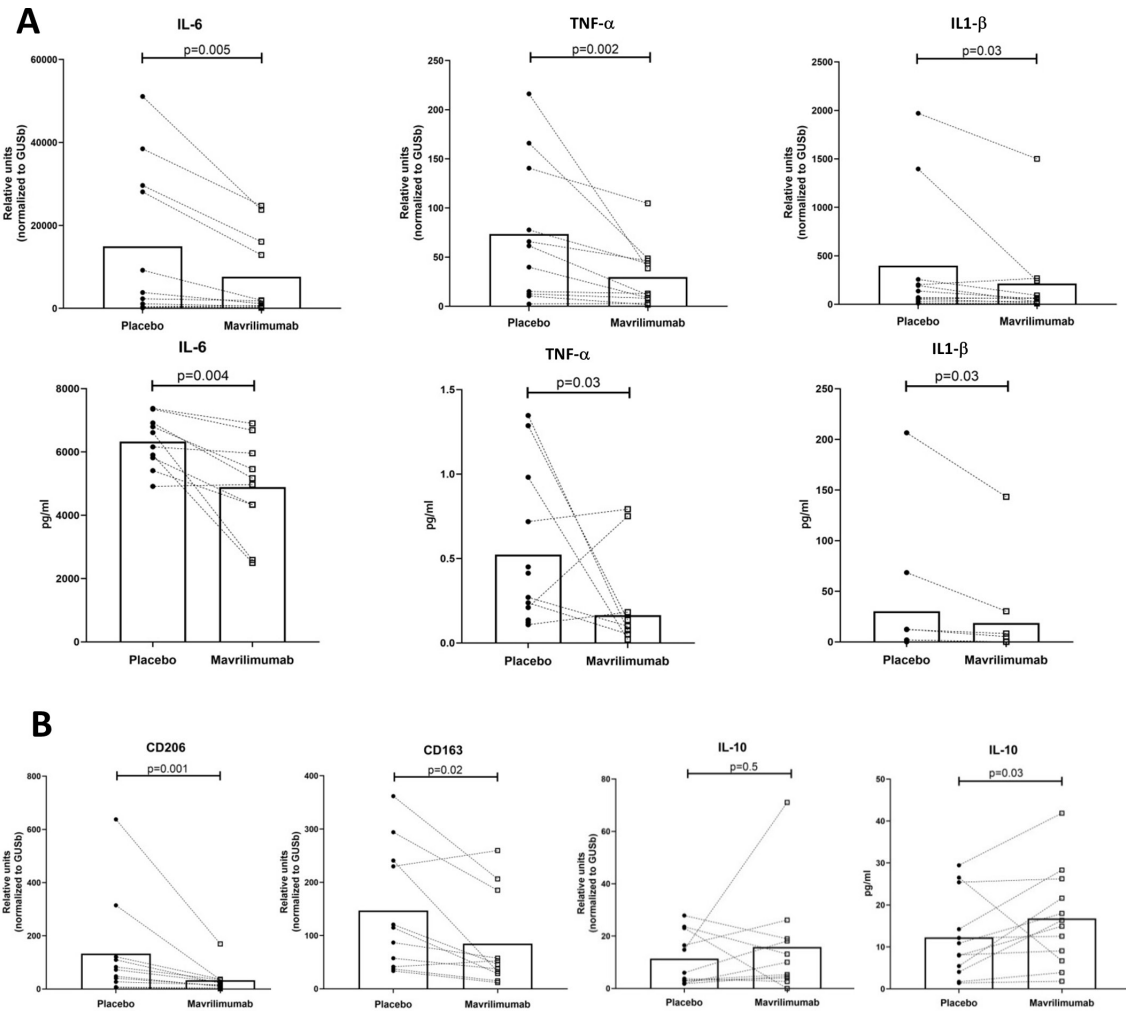 A
IL-6
p=0.005
60000
40000
20000
0
Relative units
(normalized to GUSb)
Placebo
Mavrilimumab
TNF-α
p=0.002
250
200
150
100
50
0
Relative units
(normalized to GUSb)
Placebo
Mavrilimumab
IL1-β
p=0.03
2500
2000
1500
1000
500
0
Relative units
(normalized to GUSb)
Placebo
Mavrilimumab
IL-6
p=0.004
8000
6000
4000
2000
0
pg/ml
Placebo
Mavrilimumab
TNF-α
p=0.03
1.5
1.0
0.5
0.0
pg/ml
Placebo
Mavrilimumab
IL1-β
p=0.03
250
200
150
100
50
0
pg/ml
Placebo
Mavrilimumab
B
CD206
p=0.001
800
600
400
200
0
Relative units
(normalized to GUSb)
Placebo
Mavrilimumab
CD163
p=0.02
400
300
200
100
0
Relative units
(normalized to GUSb)
Placebo
Mavrilimumab
IL-10
p=0.5
80
60
40
20
0
Relative units
(normalized to GUSb)
Placebo
Mavrilimumab
IL-10
p=0.03
50
40
30
20
10
0
pg/ml
Placebo
Mavrilimumab